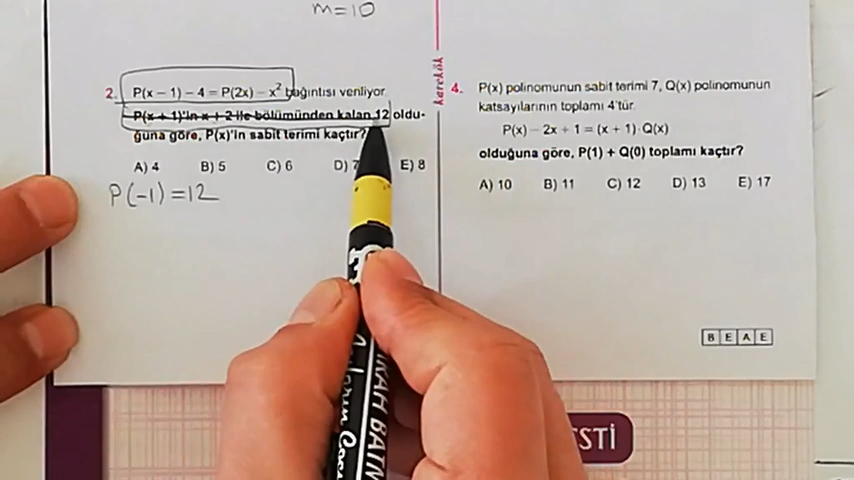 m=10
2. P(x − 1) − 4 = P(2x) − x² bağıntısı veriliyor.
P(x + 1)'in x + 2 ile bölümünden kalan 12 oldu-
ğuna göre, P(x)'in sabit terimi kaçtır?
A) 4 B) 5 C) 6 D) 7 E) 8
P(-1)=12
karekök
4. P(x) polinomunun sabit terimi 7, Q(x) polinomunun
katsayılarının toplamı 4'tür.
P(x) − 2x + 1 = (x + 1)·Q(x)
olduğuna göre, P(1) + Q(0) toplamı kaçtır?
A) 10 B) 11 C) 12 D) 13 E) 17
B E A E